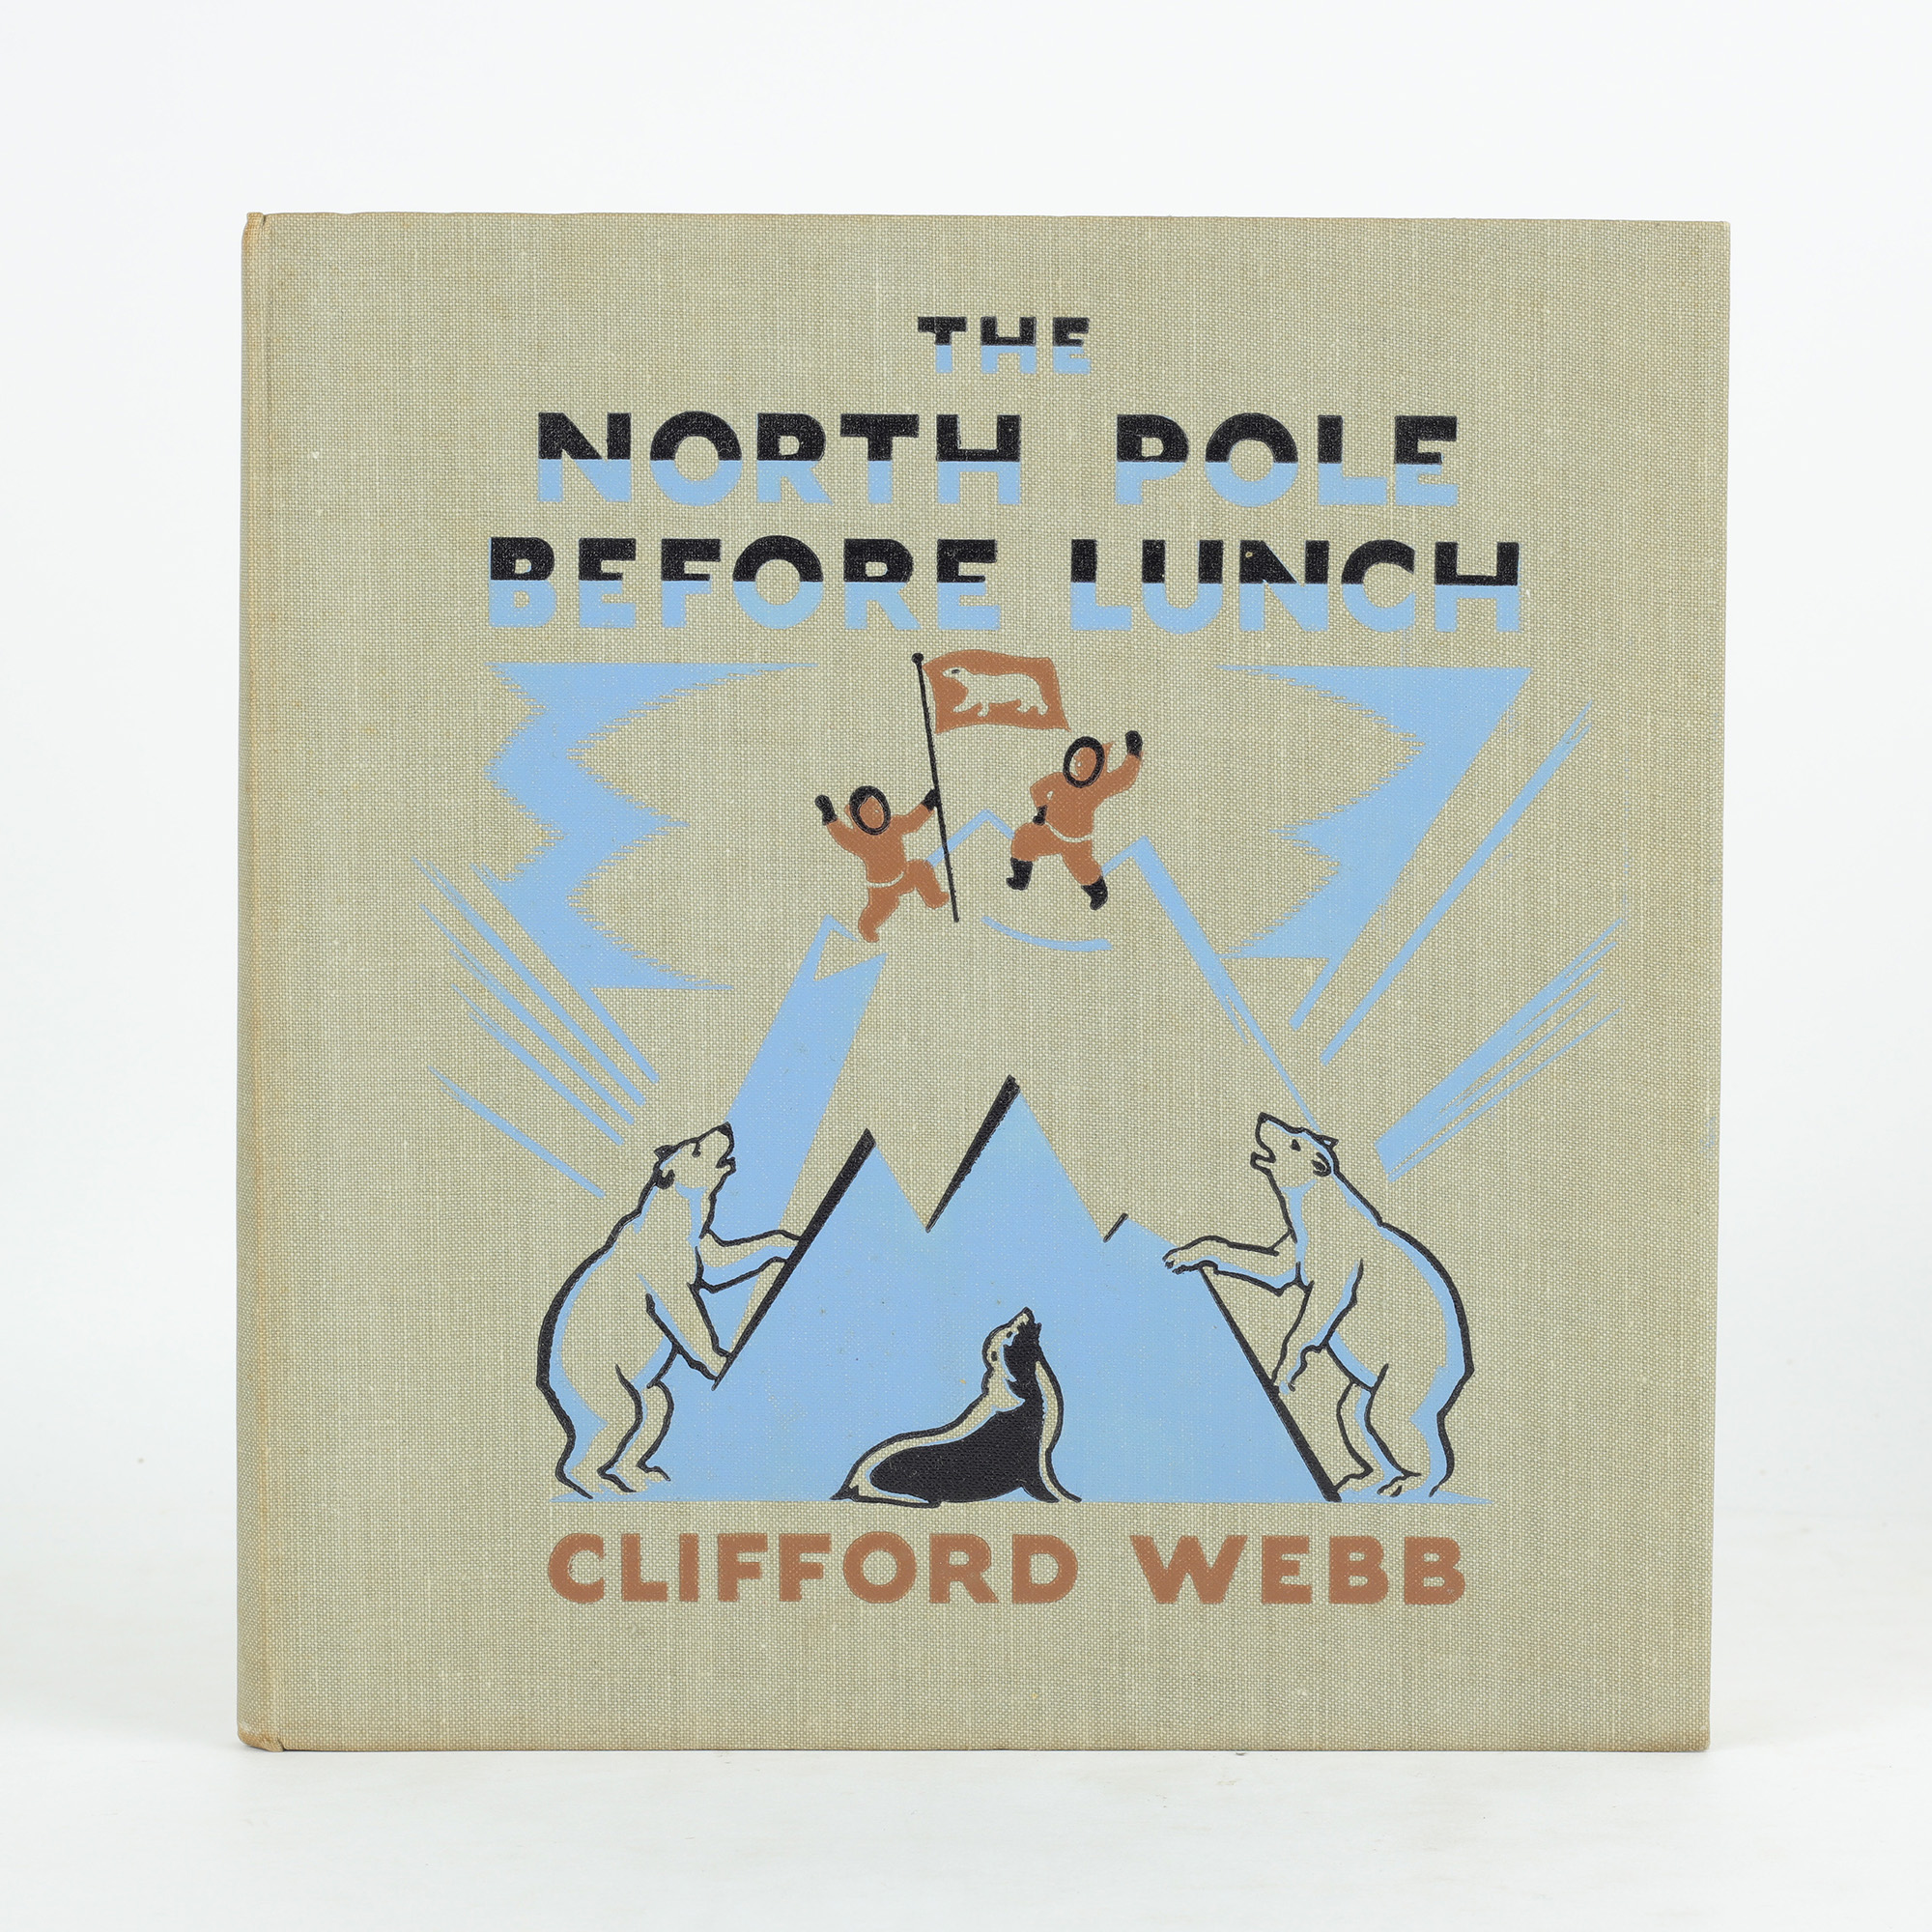 THE
NORTH POLE
BEFORE LUNCH
CLIFFORD WEBB